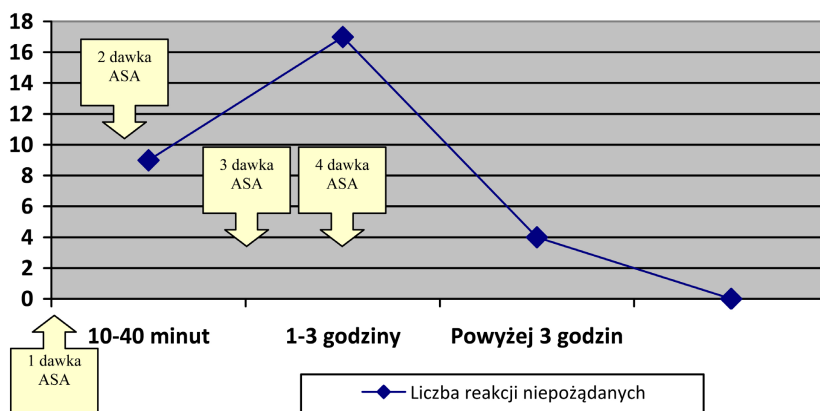 18
16
14
12
10
8
6
4
2
0
2 dawka
ASA
3 dawka
ASA
4 dawka
ASA
10-40 minut
1-3 godziny
Powyżej 3 godzin
1 dawka
ASA
Liczba reakcji niepożądanych